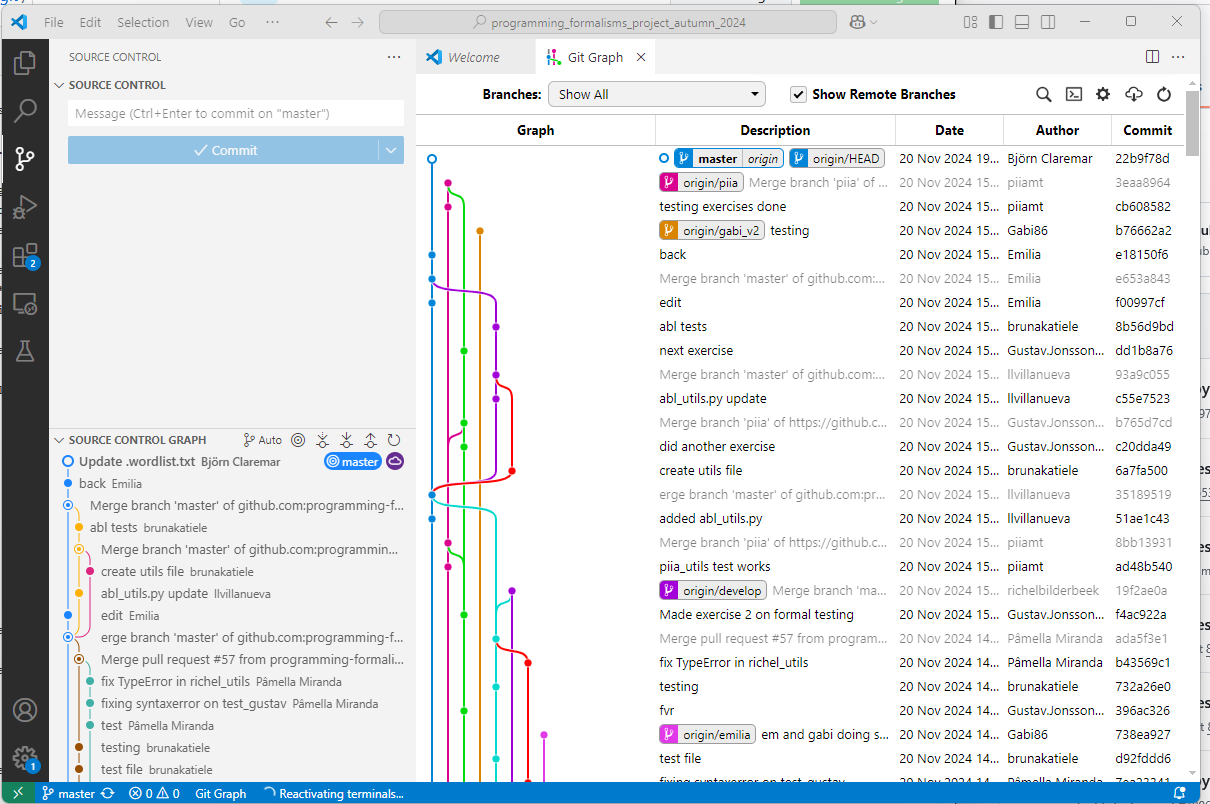 File Edit Selection View Go ··· programming_formalisms_project_autumn_2024
SOURCE CONTROL
SOURCE CONTROL
Message (Ctrl+Enter to commit on "master")
Commit
2
SOURCE CONTROL GRAPH Auto
Update .wordlist.txt Björn Claremar master
back Emilia
Merge branch 'master' of github.com:programming-f...
abl tests brunakatiele
Merge branch 'master' of github.com:programmin...
create utils file brunakatiele
abl_utils.py update llvillanueva
edit Emilia
erge branch 'master' of github.com:programming-f...
Merge pull request #57 from programming-formali...
fix TypeError in richel_utils Pâmella Miranda
fixing syntaxerror on test_gustav Pâmella Miranda
test Pâmella Miranda
testing brunakatiele
test file brunakatiele
1
Welcome Git Graph
Branches: Show All Show Remote Branches
Graph Description Date Author Commit
master origin origin/HEAD 20 Nov 2024 19... Björn Claremar 22b9f78d
origin/piia Merge branch 'piia' of ... 20 Nov 2024 15... piiamt 3eaa8964
testing exercises done 20 Nov 2024 15... piiamt cb608582
origin/gabi_v2 testing 20 Nov 2024 15... Gabi86 b76662a2
back 20 Nov 2024 15... Emilia e18150f6
Merge branch 'master' of github.com:... 20 Nov 2024 15... Emilia e653a843
edit 20 Nov 2024 15... Emilia f00997cf
abl tests 20 Nov 2024 15... brunakatiele 8b56d9bd
next exercise 20 Nov 2024 15... Gustav.Jonsson... dd1b8a76
Merge branch 'master' of github.com:... 20 Nov 2024 15... llvillanueva 93a9c055
abl_utils.py update 20 Nov 2024 15... llvillanueva c55e7523
Merge branch 'piia' of https://github.c... 20 Nov 2024 15... Gustav.Jonsson... b765d7cd
did another exercise 20 Nov 2024 15... Gustav.Jonsson... c20dda49
create utils file 20 Nov 2024 15... brunakatiele 6a7fa500
erge branch 'master' of github.com:pr... 20 Nov 2024 15... llvillanueva 35189519
added abl_utils.py 20 Nov 2024 15... llvillanueva 51ae1c43
Merge branch 'piia' of https://github.c... 20 Nov 2024 15... piiamt 8bb13931
piia_utils test works 20 Nov 2024 15... piiamt ad48b540
origin/develop Merge branch 'ma... 20 Nov 2024 15... richelbilderbeek 19f2ae0a
Made exercise 2 on formal testing 20 Nov 2024 15... Gustav.Jonsson... f4ac922a
Merge pull request #57 from program... 20 Nov 2024 14... Pâmella Miranda ada5f3e1
fix TypeError in richel_utils 20 Nov 2024 14... Pâmella Miranda b43569c1
testing 20 Nov 2024 14... brunakatiele 732a26e0
fvr 20 Nov 2024 14... Gustav.Jonsson... 396ac326
origin/emilia em and gabi doing s... 20 Nov 2024 14... Gabi86 738ea927
test file 20 Nov 2024 14... brunakatiele d92fddd6
fixing syntaxerror on test_gustav 20 Nov 2024 14... Pâmella Miranda
master 0 0 Git Graph Reactivating terminals...